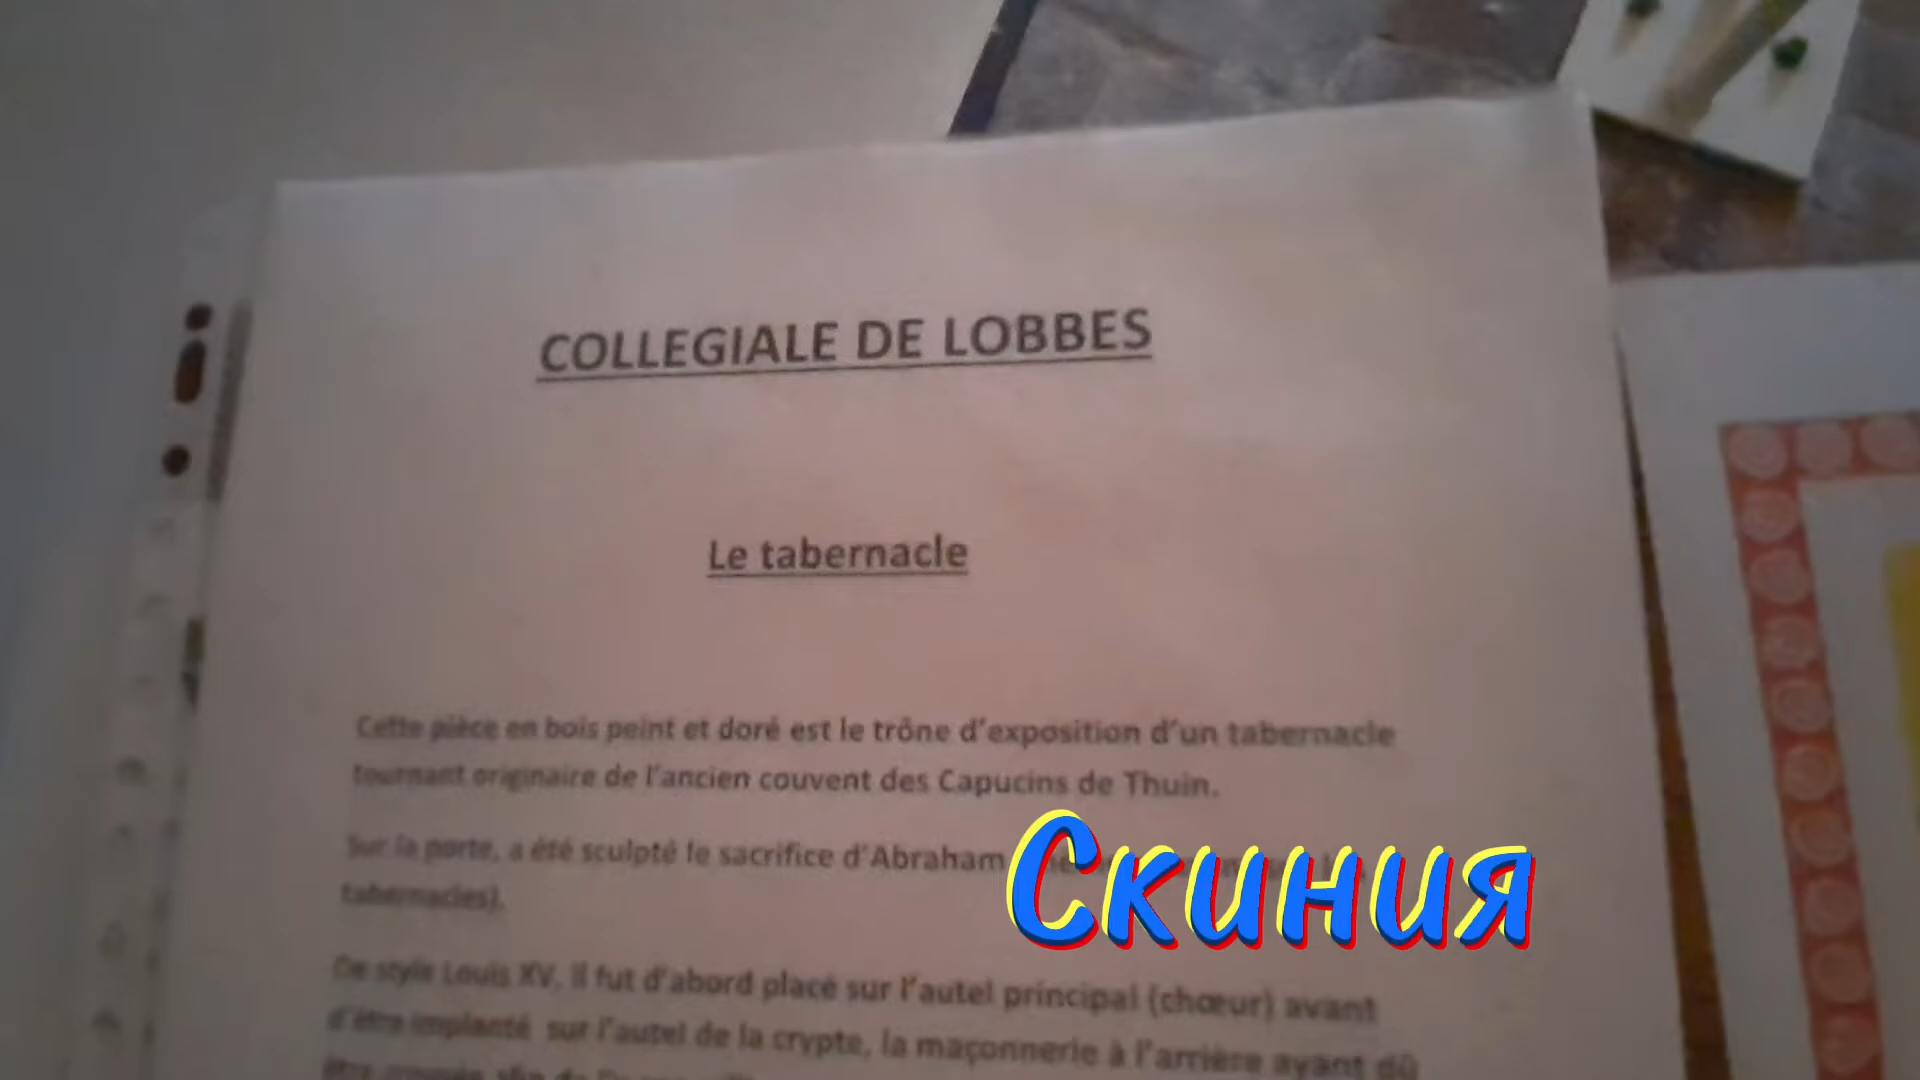 COLLEGIALE DE LOBBES
Le tabernacle
Cette pièce en bois peint et doré est le trône d'exposition d'un tabernacle
tournant originaire de l'ancien couvent des Capucins de Thuin.
Sur la porte, a été sculpté le sacrifice d'Abraham
Скиния
tabernacles).
De style Louis XV, il fut d'abord placé sur l'autel principal (chœur) avant
d'être implanté sur l'autel de la crypte, la maçonnerie à l'arrière ayant dû